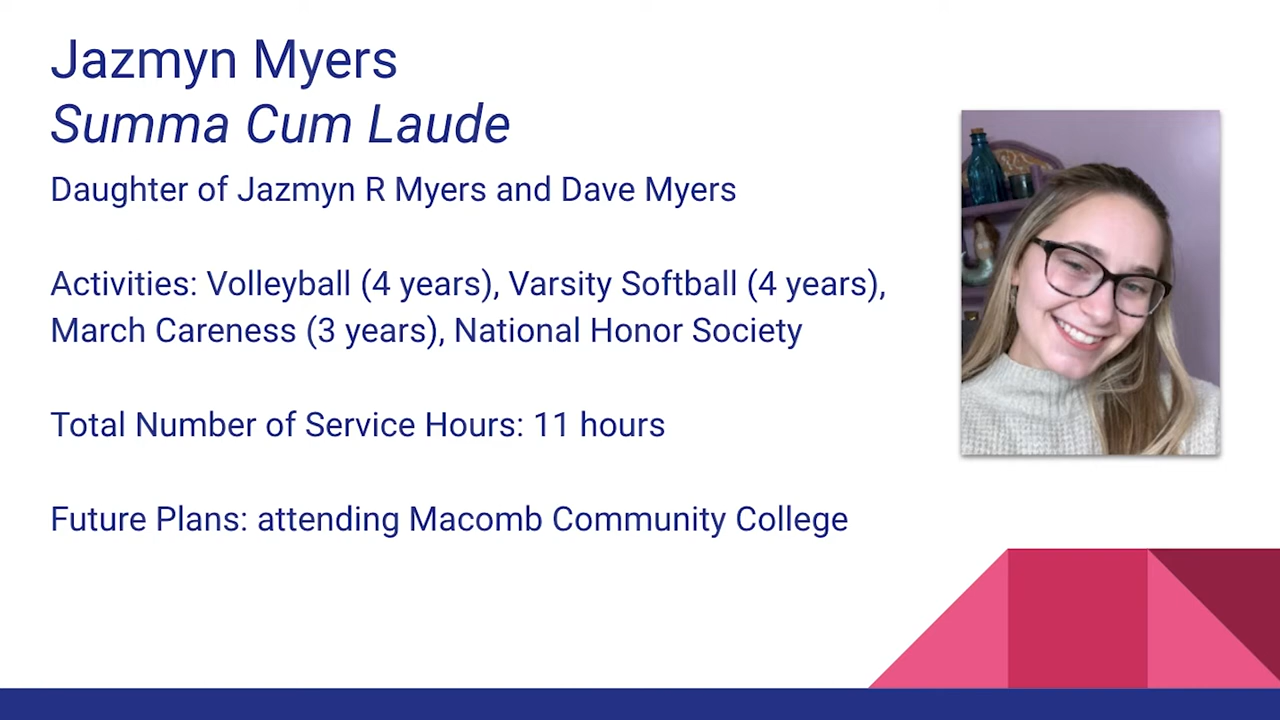 Jazmyn Myers
Summa Cum Laude
Daughter of Jazmyn R Myers and Dave Myers
Activities: Volleyball (4 years), Varsity Softball (4 years),
March Careness (3 years), National Honor Society
Total Number of Service Hours: 11 hours
Future Plans: attending Macomb Community College